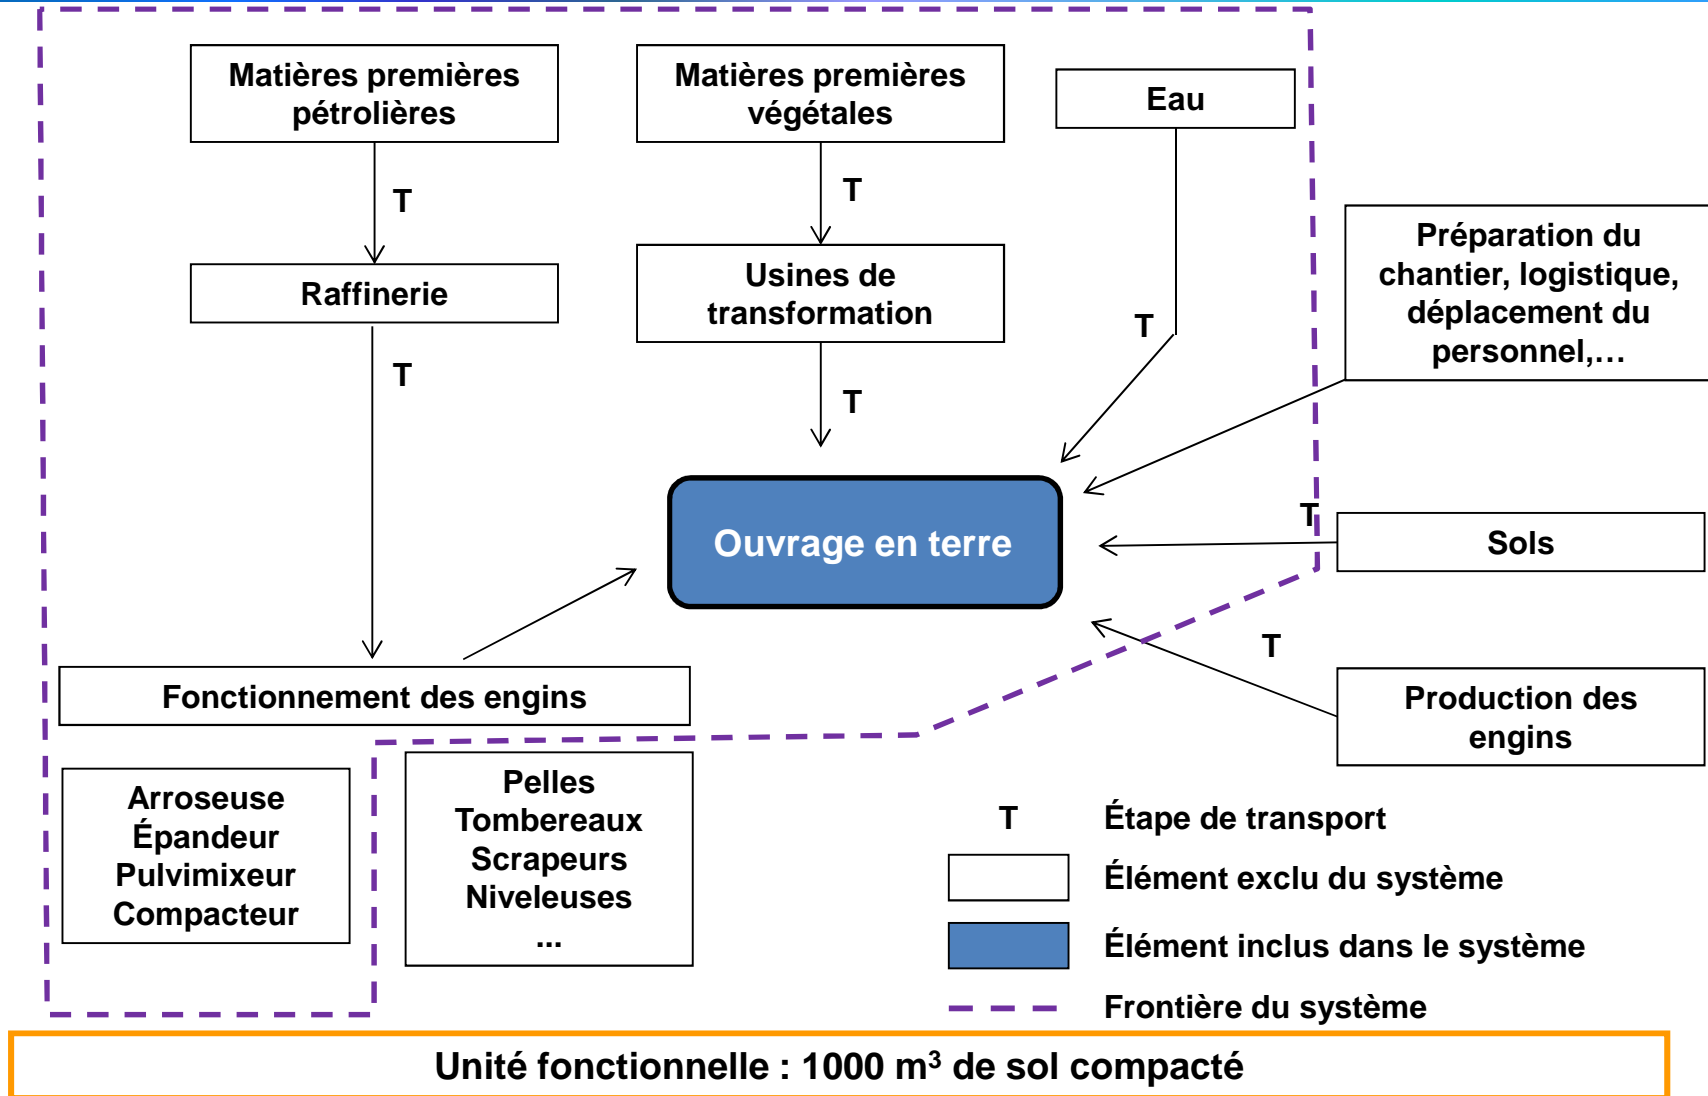 Matières premières
pétrolières
Matières premières
végétales
Eau
T
T
Préparation du
chantier, logistique,
déplacement du
personnel,…
Raffinerie
Usines de
transformation
T
T
T
Ouvrage en terre
T
Sols
T
Fonctionnement des engins
Production des
engins
Arroseuse
Épandeur
Pulvimixeur
Compacteur
Pelles
Tombereaux
Scrapeurs
Niveleuses
...
T Étape de transport
Élément exclu du système
Élément inclus dans le système
Frontière du système
Unité fonctionnelle : 1000 m³ de sol compacté